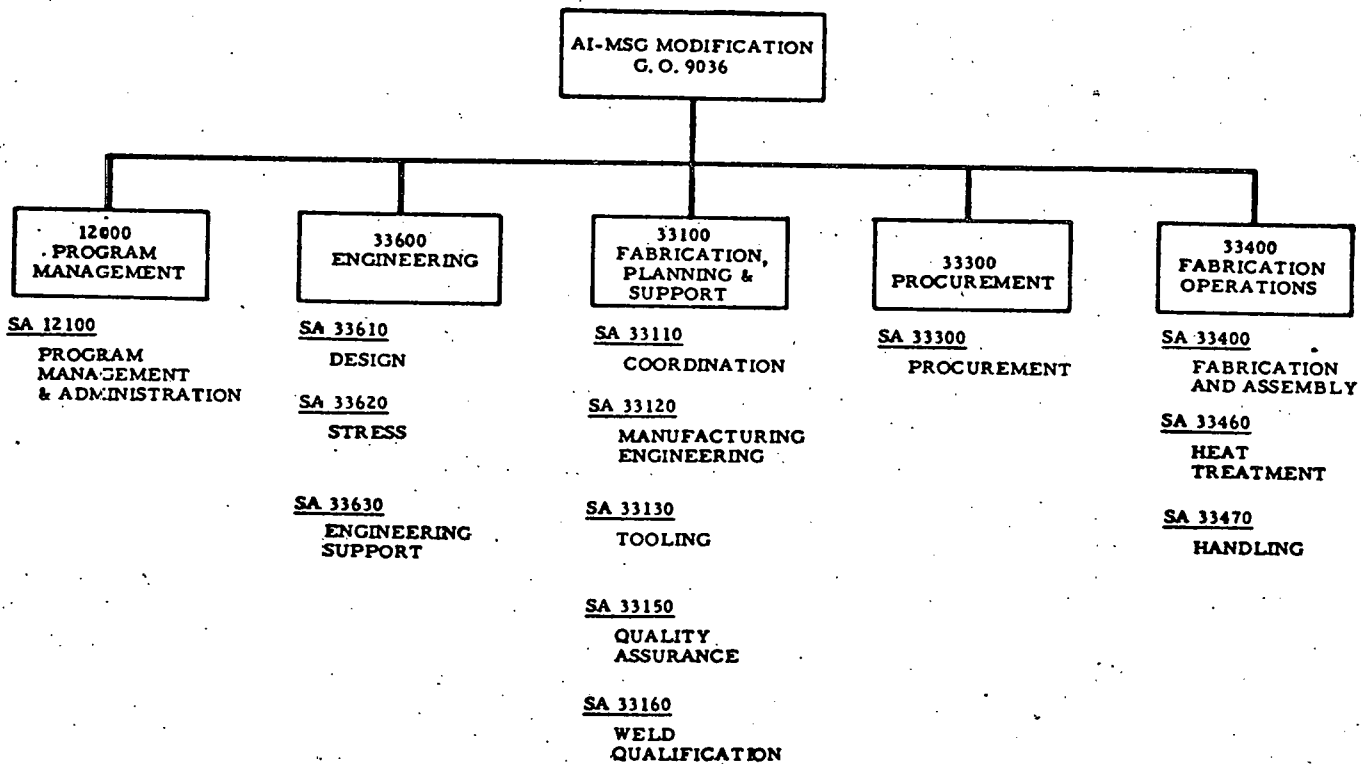 AI-MSG MODIFICATION
G. O. 9036
12000
PROGRAM
MANAGEMENT
SA 12100
PROGRAM
MANAGEMENT
& ADMINISTRATION
33600
ENGINEERING
SA 33610
DESIGN
SA 33620
STRESS
SA 33630
ENGINEERING
SUPPORT
33100
FABRICATION,
PLANNING &
SUPPORT
SA 33110
COORDINATION
SA 33120
MANUFACTURING
ENGINEERING
SA 33130
TOOLING
SA 33150
QUALITY
ASSURANCE
SA 33160
WELD
QUALIFICATION
33300
PROCUREMENT
SA 33300
PROCUREMENT
33400
FABRICATION
OPERATIONS
SA 33400
FABRICATION
AND ASSEMBLY
SA 33460
HEAT
TREATMENT
SA 33470
HANDLING